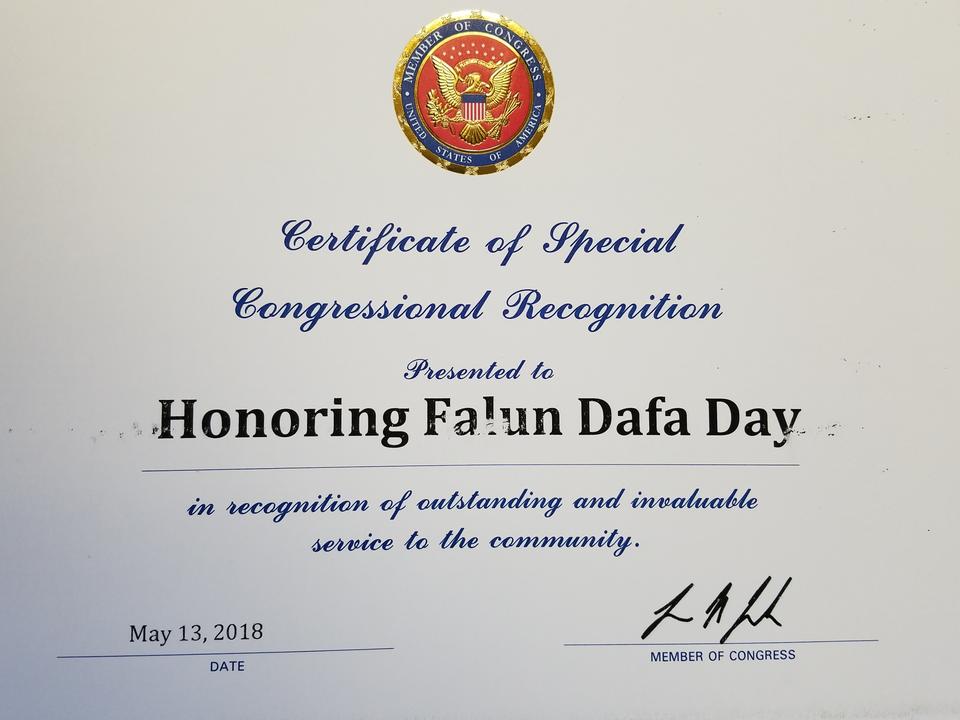 MEMBER OF CONGRESS
UNITED STATES OF AMERICA
Certificate of Special
Congressional Recognition
Presented to
Honoring Falun Dafa Day
in recognition of outstanding and invaluable
service to the community.
May 13, 2018
DATE
MEMBER OF CONGRESS